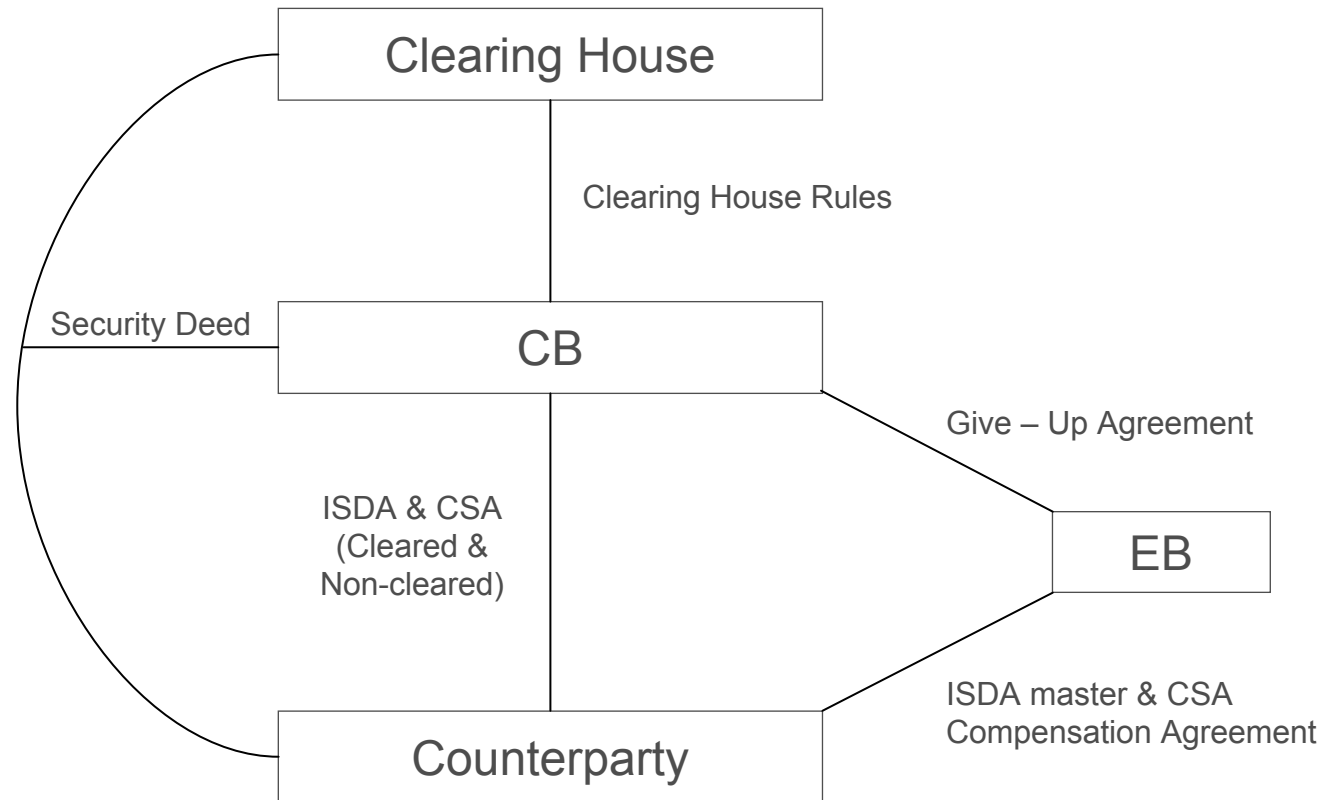 Clearing House
Clearing House Rules
Security Deed
CB
Give – Up Agreement
ISDA & CSA
(Cleared &
Non-cleared)
EB
ISDA master & CSA
Compensation Agreement
Counterparty